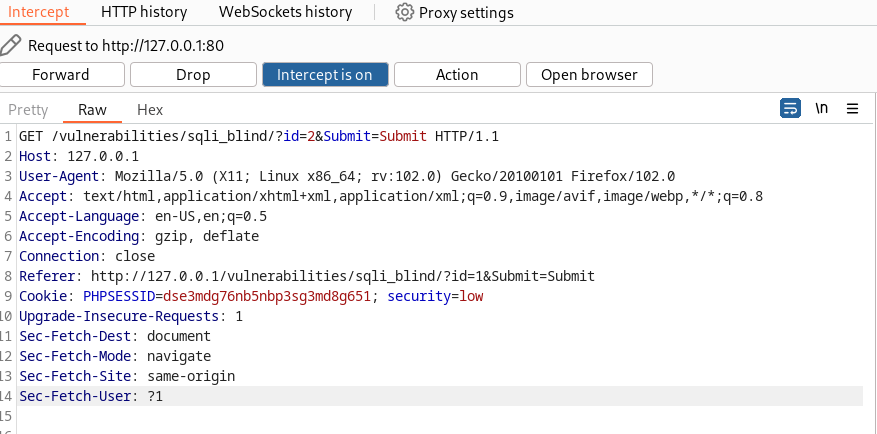 Intercept HTTP history WebSockets history Proxy settings
Request to http://127.0.0.1:80
Forward Drop Intercept is on Action Open browser
Pretty Raw Hex \n
1 GET /vulnerabilities/sqli_blind/?id=2&Submit=Submit HTTP/1.1
2 Host: 127.0.0.1
3 User-Agent: Mozilla/5.0 (X11; Linux x86_64; rv:102.0) Gecko/20100101 Firefox/102.0
4 Accept: text/html,application/xhtml+xml,application/xml;q=0.9,image/avif,image/webp,*/*;q=0.8
5 Accept-Language: en-US,en;q=0.5
6 Accept-Encoding: gzip, deflate
7 Connection: close
8 Referer: http://127.0.0.1/vulnerabilities/sqli_blind/?id=1&Submit=Submit
9 Cookie: PHPSESSID=dse3mdg76nb5nbp3sg3md8g651; security=low
10 Upgrade-Insecure-Requests: 1
11 Sec-Fetch-Dest: document
12 Sec-Fetch-Mode: navigate
13 Sec-Fetch-Site: same-origin
14 Sec-Fetch-User: ?1
15